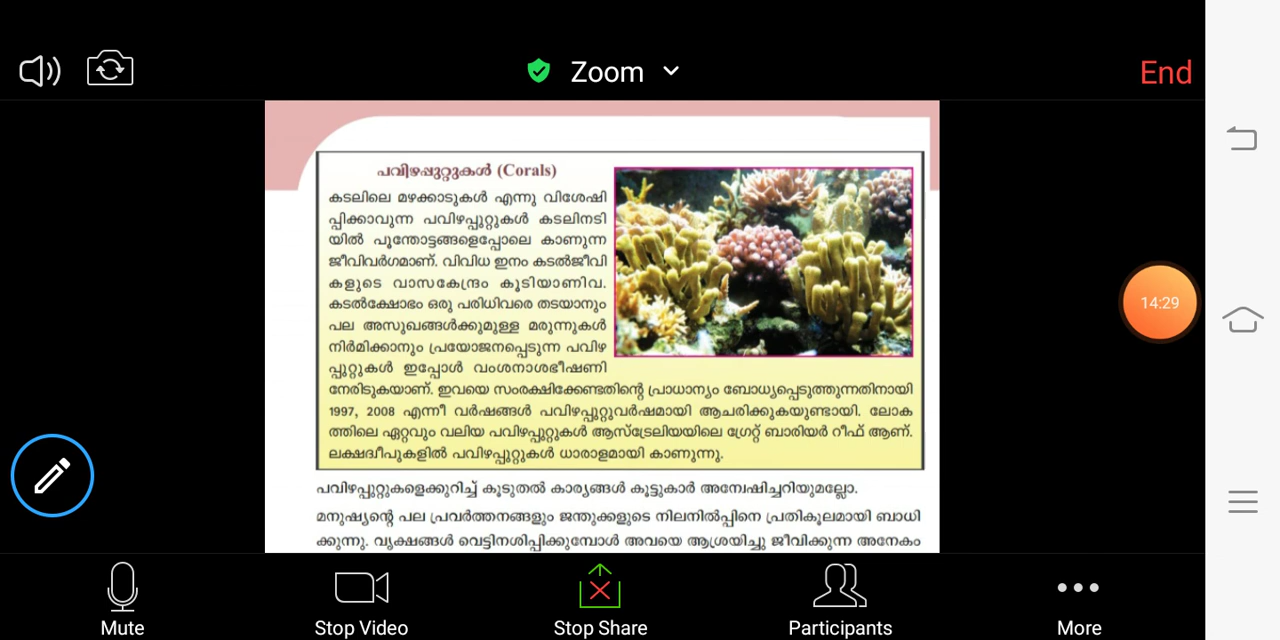 Zoom
End
പവിഴപ്പുറ്റുകൾ (Corals)
കടലിലെ മഴക്കാടുകൾ എന്നു വിശേഷി
പ്പിക്കാവുന്ന പവിഴപ്പുറ്റുകൾ കടലിനടി
യിൽ പൂന്തോട്ടങ്ങളെപ്പോലെ കാണുന്ന
ജീവിവർഗമാണ്. വിവിധ ഇനം കടൽജീവി
കളുടെ വാസകേന്ദ്രം കൂടിയാണിവ.
കടൽക്ഷോഭം ഒരു പരിധിവരെ തടയാനും
പല അസുഖങ്ങൾക്കുമുള്ള മരുന്നുകൾ
നിർമിക്കാനും പ്രയോജനപ്പെടുന്ന പവിഴ
പ്പുറ്റുകൾ ഇപ്പോൾ വംശനാശഭീഷണി
നേരിടുകയാണ്. ഇവയെ സംരക്ഷിക്കേണ്ടതിന്റെ പ്രാധാന്യം ബോധ്യപ്പെടുത്തുന്നതിനായി
1997, 2008 എന്നീ വർഷങ്ങൾ പവിഴപ്പുറ്റുവർഷമായി ആചരിക്കുകയുണ്ടായി. ലോക
ത്തിലെ ഏറ്റവും വലിയ പവിഴപ്പുറ്റുകൾ ആസ്ട്രേലിയയിലെ ഗ്രേറ്റ് ബാരിയർ റീഫ് ആണ്.
ലക്ഷദ്വീപുകളിൽ പവിഴപ്പുറ്റുകൾ ധാരാളമായി കാണുന്നു.
പവിഴപ്പുറ്റുകളെക്കുറിച്ച് കൂടുതൽ കാര്യങ്ങൾ കൂട്ടുകാർ അന്വേഷിച്ചറിയുമല്ലോ.
മനുഷ്യന്റെ പല പ്രവർത്തനങ്ങളും ജന്തുക്കളുടെ നിലനിൽപ്പിനെ പ്രതികൂലമായി ബാധി
ക്കുന്നു. വൃക്ഷങ്ങൾ വെട്ടിനശിപ്പിക്കുമ്പോൾ അവയെ ആശ്രയിച്ചു ജീവിക്കുന്ന അനേകം
14:29
Mute
Stop Video
Stop Share
Participants
More